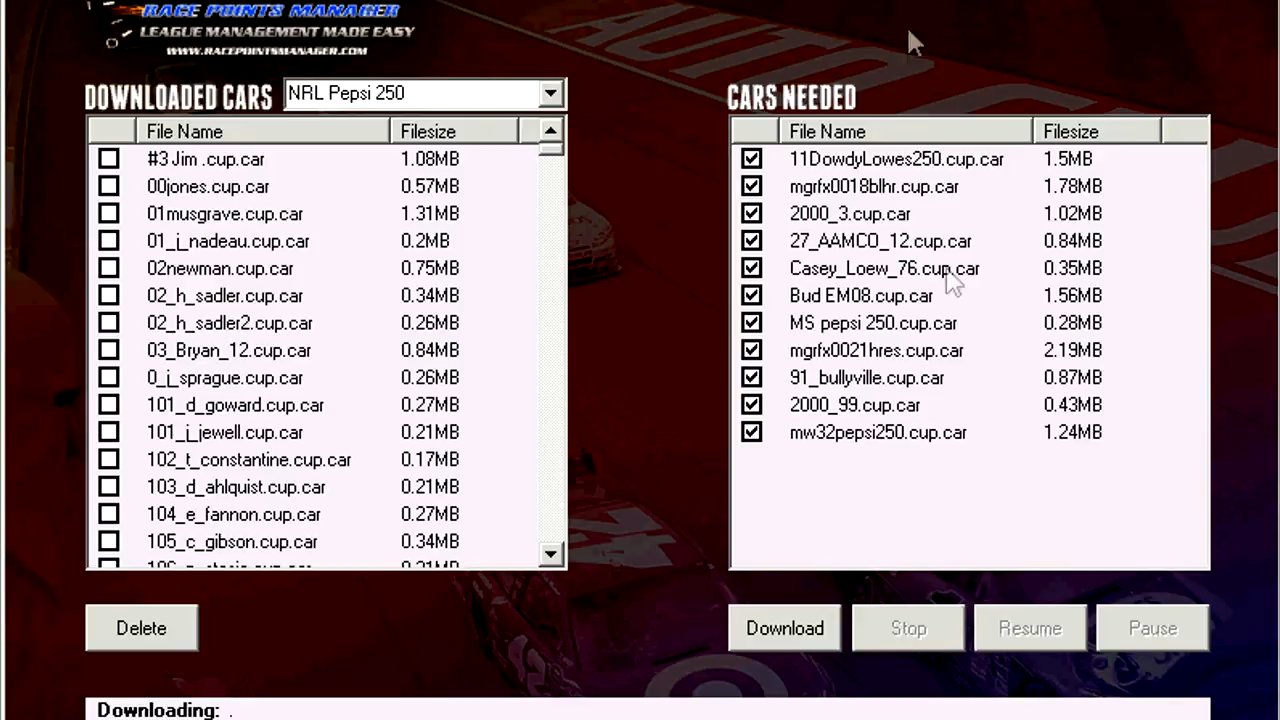 RACE POINTS MANAGER
LEAGUE MANAGEMENT MADE EASY
WWW.RACEPOINTSMANAGER.COM
DOWNLOADED CARS
NRL Pepsi 250
File Name Filesize
#3 Jim .cup.car 1.08MB
00jones.cup.car 0.57MB
01musgrave.cup.car 1.31MB
01_j_nadeau.cup.car 0.2MB
02newman.cup.car 0.75MB
02_h_sadler.cup.car 0.34MB
02_h_sadler2.cup.car 0.26MB
03_Bryan_12.cup.car 0.84MB
0_j_sprague.cup.car 0.26MB
101_d_goward.cup.car 0.27MB
101_j_jewell.cup.car 0.21MB
102_t_constantine.cup.car 0.17MB
103_d_ahlquist.cup.car 0.21MB
104_e_fannon.cup.car 0.27MB
105_c_gibson.cup.car 0.34MB
Delete
CARS NEEDED
File Name Filesize
11DowdyLowes250.cup.car 1.5MB
mgrfx0018blhr.cup.car 1.78MB
2000_3.cup.car 1.02MB
27_AAMCO_12.cup.car 0.84MB
Casey_Loew_76.cup.car 0.35MB
Bud EM08.cup.car 1.56MB
MS pepsi 250.cup.car 0.28MB
mgrfx0021hres.cup.car 2.19MB
91_bullyville.cup.car 0.87MB
2000_99.cup.car 0.43MB
mw32pepsi250.cup.car 1.24MB
Download Stop Resume Pause
Downloading: .
AUTO C